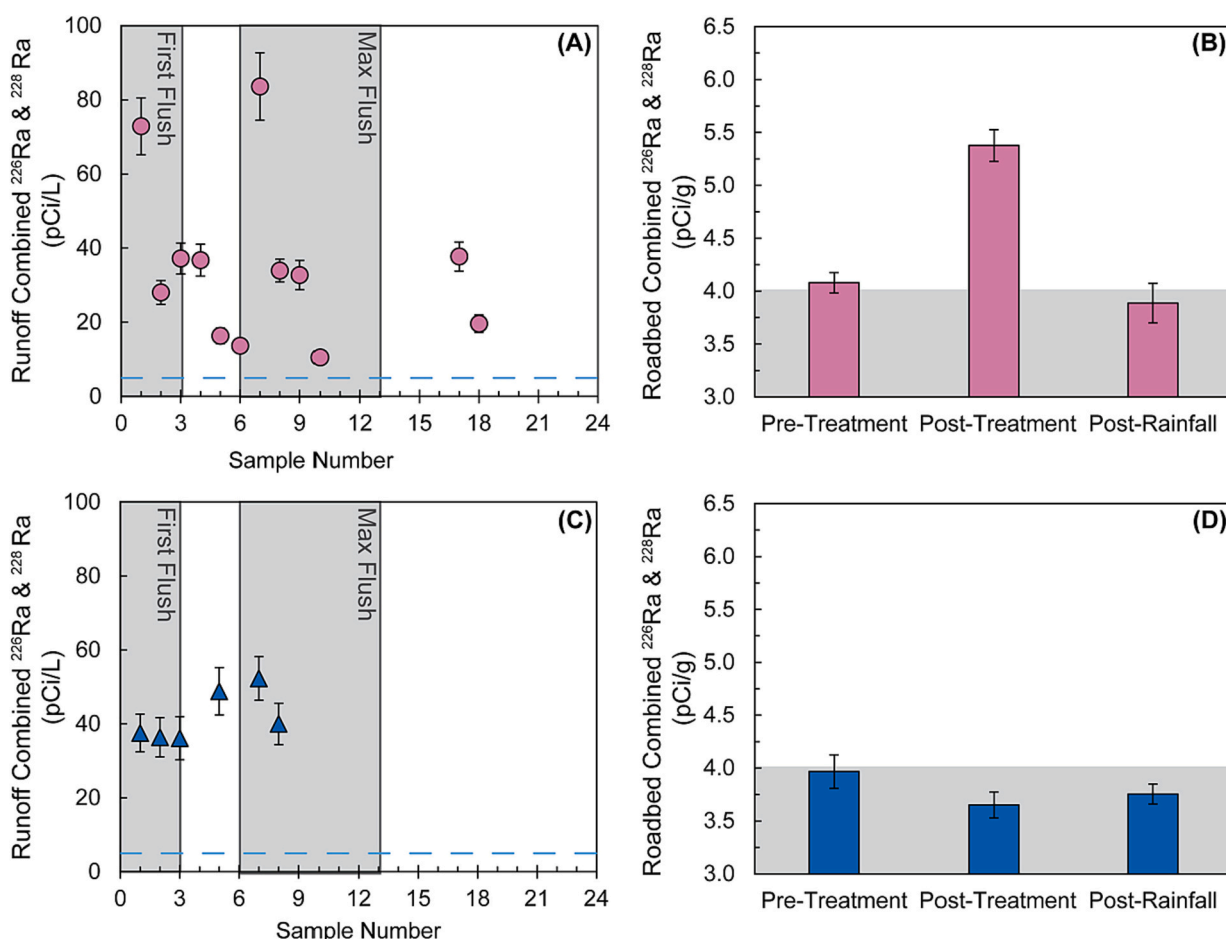 Runoff Combined ²²⁶Ra & ²²⁸Ra
(pCi/L)
100
80
60
40
20
0
First Flush
Max Flush
(A)
0 3 6 9 12 15 18 21 24
Sample Number
Roadbed Combined ²²⁶Ra & ²²⁸Ra
(pCi/g)
6.5
6.0
5.5
5.0
4.5
4.0
3.5
3.0
(B)
Pre-Treatment Post-Treatment Post-Rainfall
Runoff Combined ²²⁶Ra & ²²⁸Ra
(pCi/L)
100
80
60
40
20
0
First Flush
Max Flush
(C)
0 3 6 9 12 15 18 21 24
Sample Number
Roadbed Combined ²²⁶Ra & ²²⁸Ra
(pCi/g)
6.5
6.0
5.5
5.0
4.5
4.0
3.5
3.0
(D)
Pre-Treatment Post-Treatment Post-Rainfall